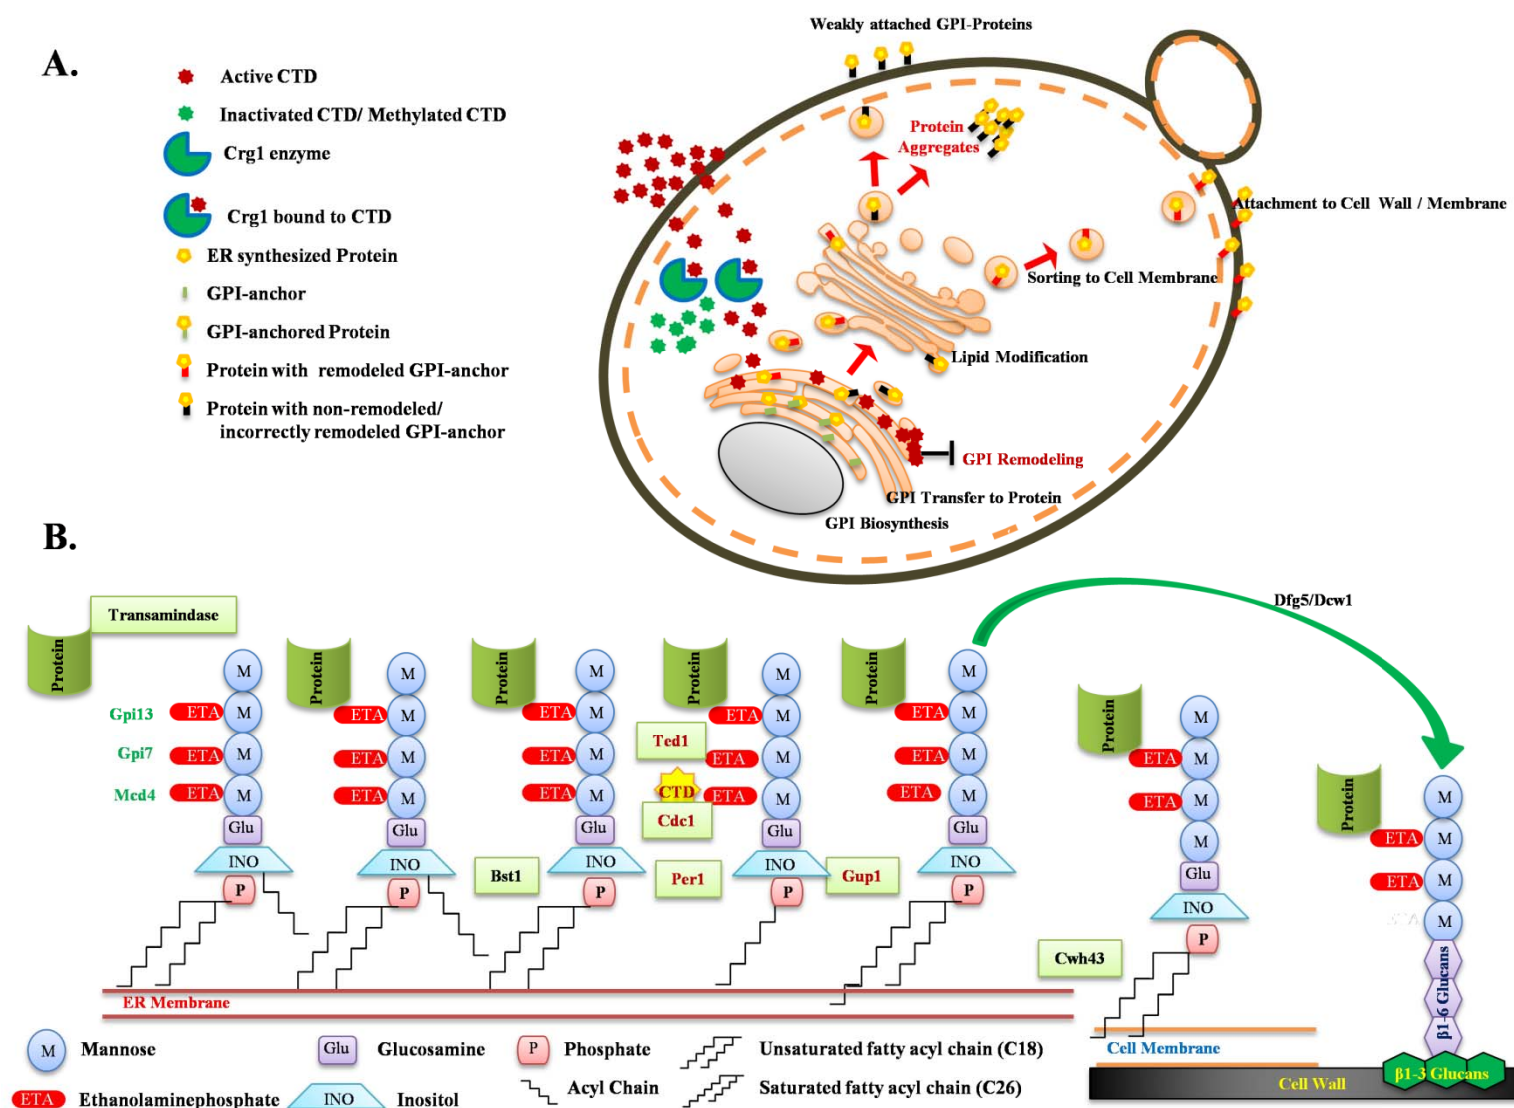 A.
Active CTD
Inactivated CTD/ Methylated CTD
Crg1 enzyme
Crg1 bound to CTD
ER synthesized Protein
GPI-anchor
GPI-anchored Protein
Protein with remodeled GPI-anchor
Protein with non-remodeled/
incorrectly remodeled GPI-anchor
Weakly attached GPI-Proteins
Protein
Aggregates
Attachment to Cell Wall / Membrane
Sorting to Cell Membrane
Lipid Modification
GPI Remodeling
GPI Transfer to Protein
GPI Biosynthesis
B.
Transamindase
Protein
M
Gpi13
ETA
M
Gpi7
ETA
M
Mcd4
ETA
M
Glu
INO
P
Protein
M
ETA
M
ETA
M
ETA
M
Glu
INO
P
Protein
M
ETA
M
ETA
M
ETA
M
Glu
Bst1
INO
P
Protein
M
ETA
M
Ted1
ETA
M
CTD
ETA
M
Cdc1
Glu
Per1
INO
P
Protein
M
ETA
M
ETA
M
ETA
M
Glu
Gup1
INO
P
Dfg5/Dcw1
Protein
M
ETA
M
ETA
M
M
Glu
INO
Cwh43
P
Protein
M
ETA
M
ETA
M
M
β1-6 Glucans
β1-3 Glucans
ER Membrane
Cell Membrane
Cell Wall
M
Mannose
Glu
Glucosamine
P
Phosphate
Unsaturated fatty acyl chain (C18)
ETA
Ethanolaminephosphate
INO
Inositol
Acyl Chain
Saturated fatty acyl chain (C26)